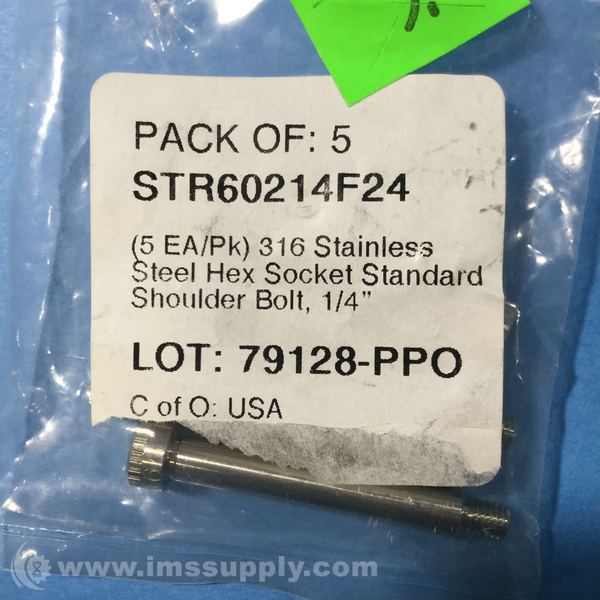 PACK OF: 5
STR60214F24
(5 EA/Pk) 316 Stainless
Steel Hex Socket Standard
Shoulder Bolt, 1/4"
LOT: 79128-PPO
C of O: USA
www.imssupply.com